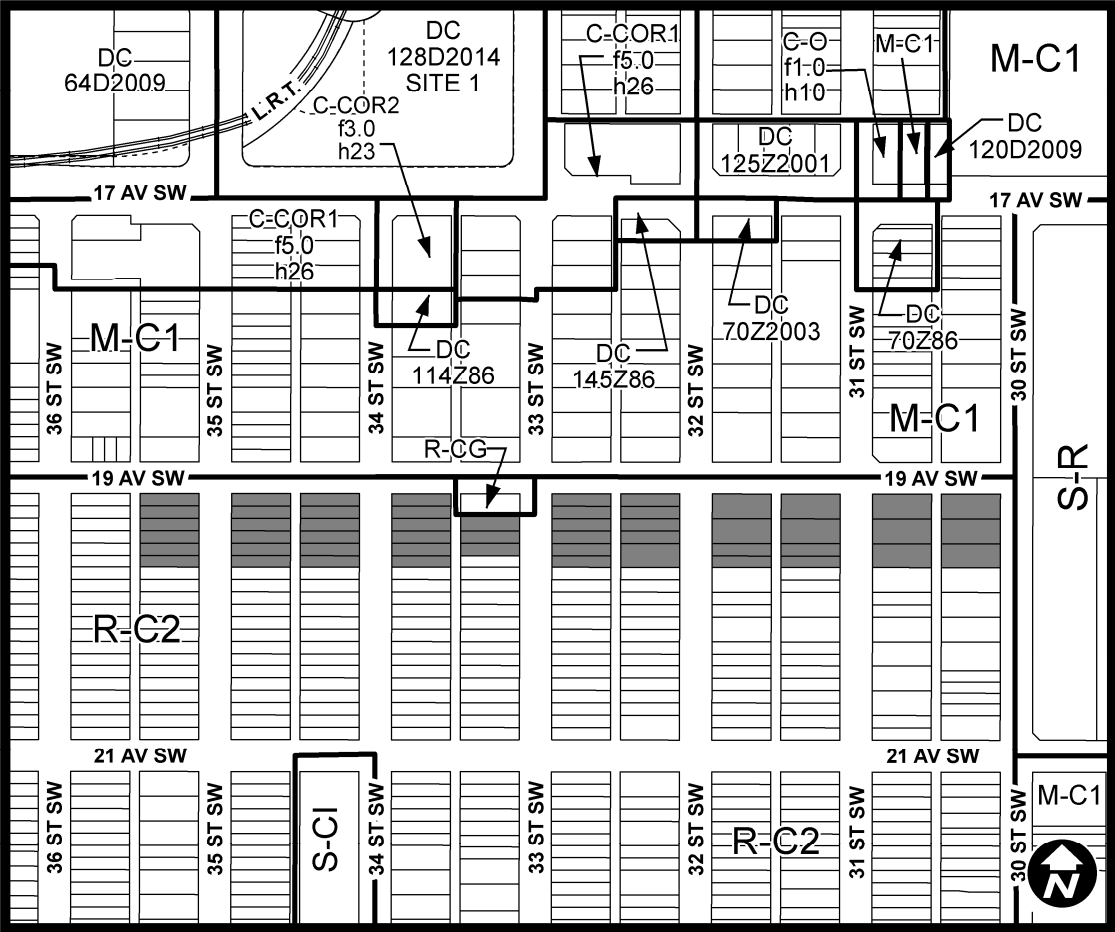 DC
64D2009
L.R.T.
DC
128D2014
SITE 1
C-COR2
f3.0
h23
C-COR1
f5.0
h26
C-O
f1.0
h10
M-C1
M-C1
DC
125Z2001
DC
120D2009
17 AV SW
17 AV SW
C-COR1
f5.0
h26
M-C1
DC
114Z86
DC
145Z86
DC
70Z2003
DC
70Z86
36 ST SW
35 ST SW
34 ST SW
33 ST SW
32 ST SW
31 ST SW
30 ST SW
M-C1
R-CG
S-R
19 AV SW
19 AV SW
R-C2
21 AV SW
21 AV SW
36 ST SW
35 ST SW
S-CI
34 ST SW
33 ST SW
32 ST SW
R-C2
31 ST SW
30 ST SW
M-C1
N